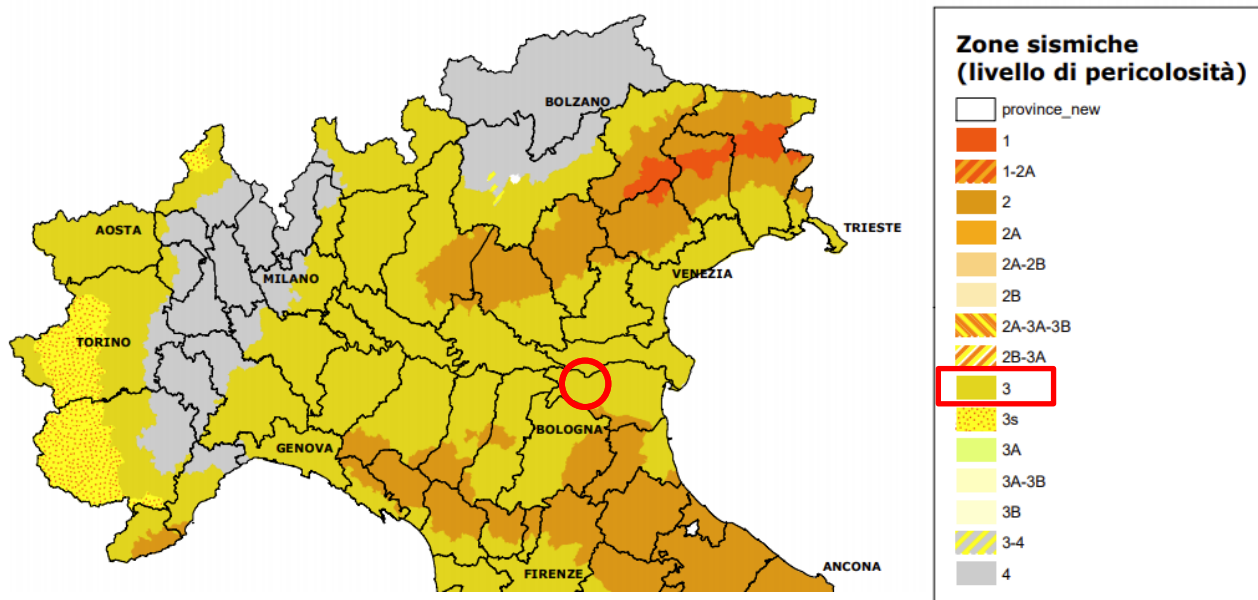 BOLZANO
AOSTA
TRIESTE
MILANO
VENEZIA
TORINO
BOLOGNA
GENOVA
FIRENZE
ANCONA
Zone sismiche
(livello di pericolosità)
province_new
1
1-2A
2
2A
2A-2B
2B
2A-3A-3B
2B-3A
3
3s
3A
3A-3B
3B
3-4
4